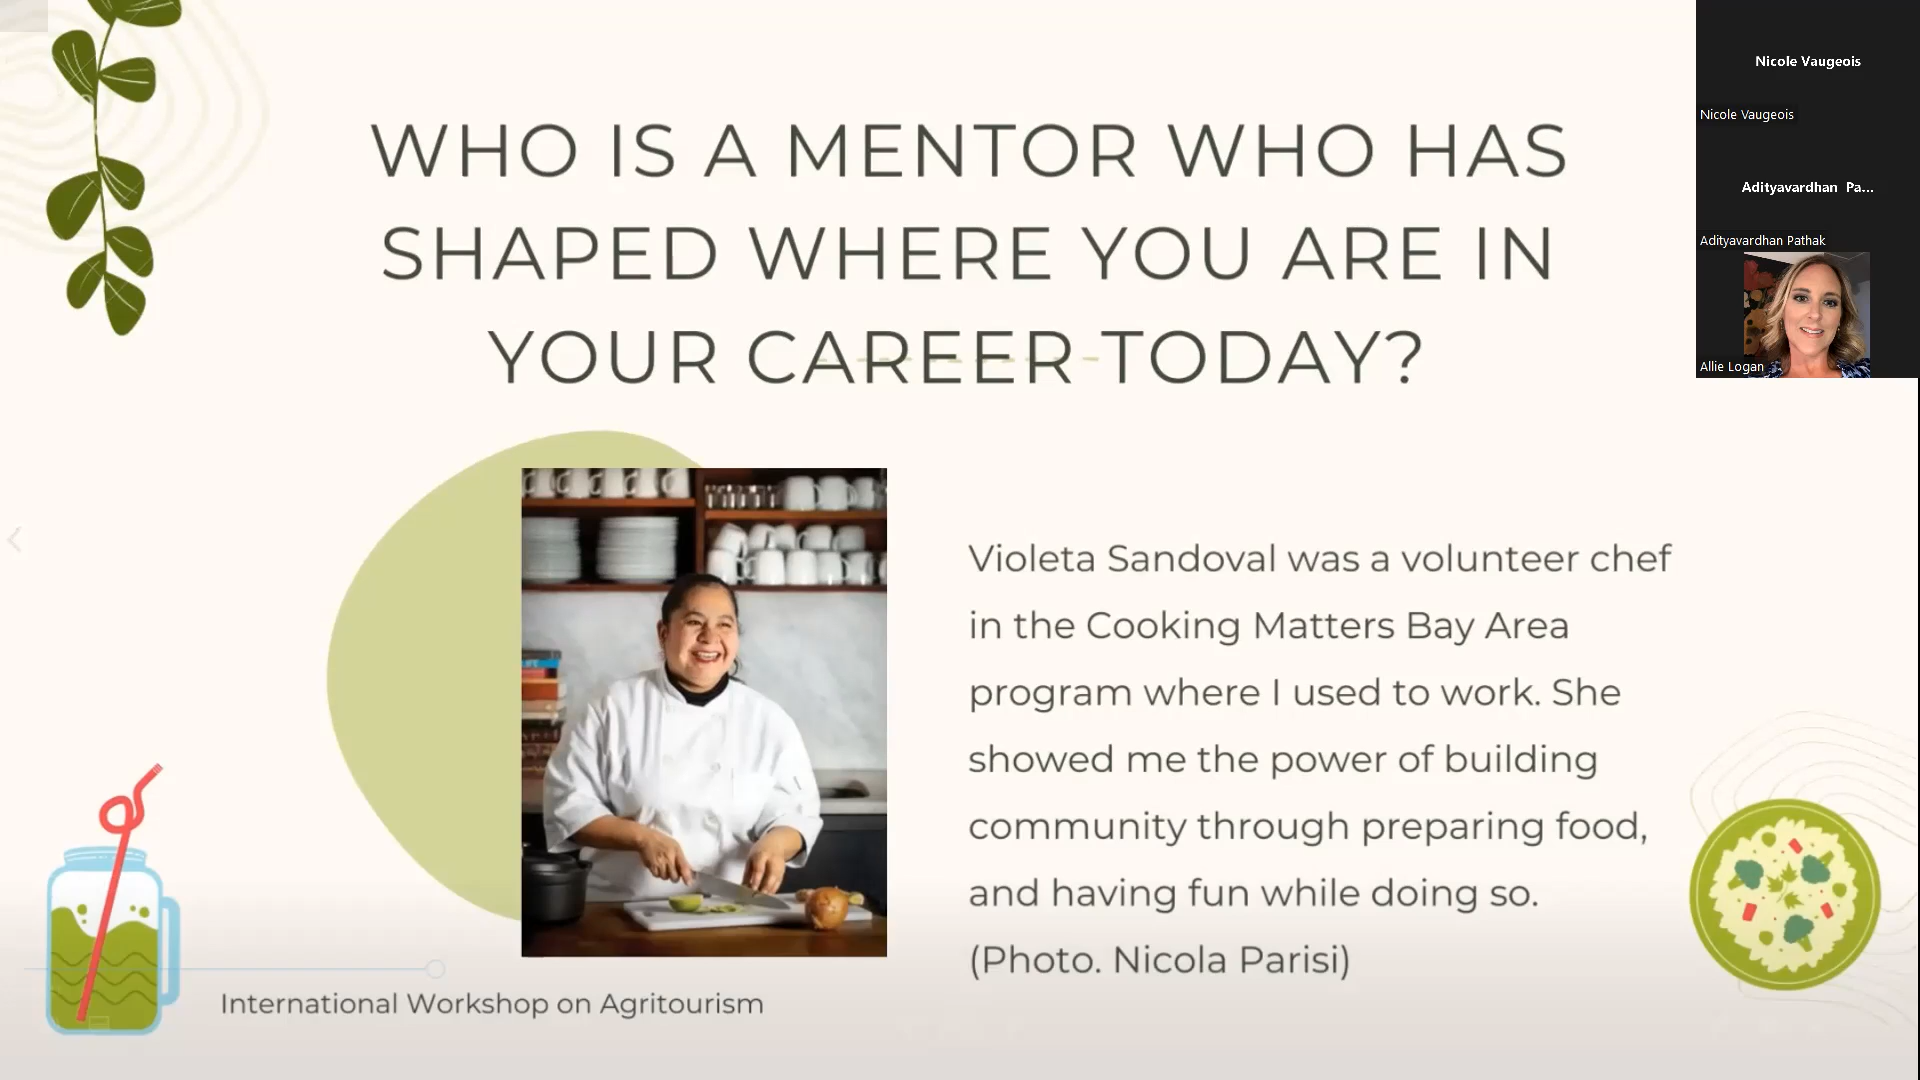 WHO IS A MENTOR WHO HAS
SHAPED WHERE YOU ARE IN
YOUR CAREER TODAY?
Violeta Sandoval was a volunteer chef
in the Cooking Matters Bay Area
program where I used to work. She
showed me the power of building
community through preparing food,
and having fun while doing so.
(Photo. Nicola Parisi)
International Workshop on Agritourism
Nicole Vaugeois
Nicole Vaugeois
Adityavardhan Pa...
Adityavardhan Pathak
Allie Logan